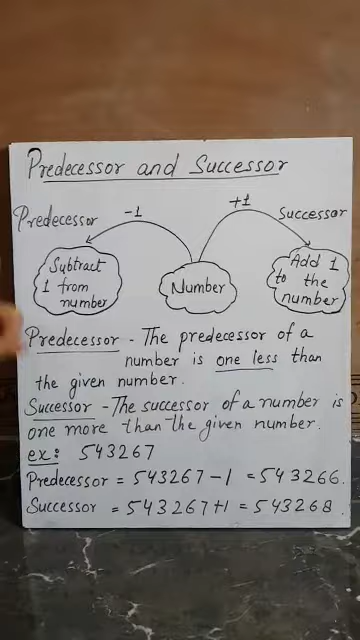 Predecessor and Successor
-1
+1
Predecessor
Successor
Subtract
1 from
number
Number
Add 1
to the
number
Predecessor - The predecessor of a
number is one less than
the given number.
Successor - The successor of a number is
one more than the given number.
ex: 543267
Predecessor = 543267-1 = 543266.
Successor = 543267+1 = 543268.